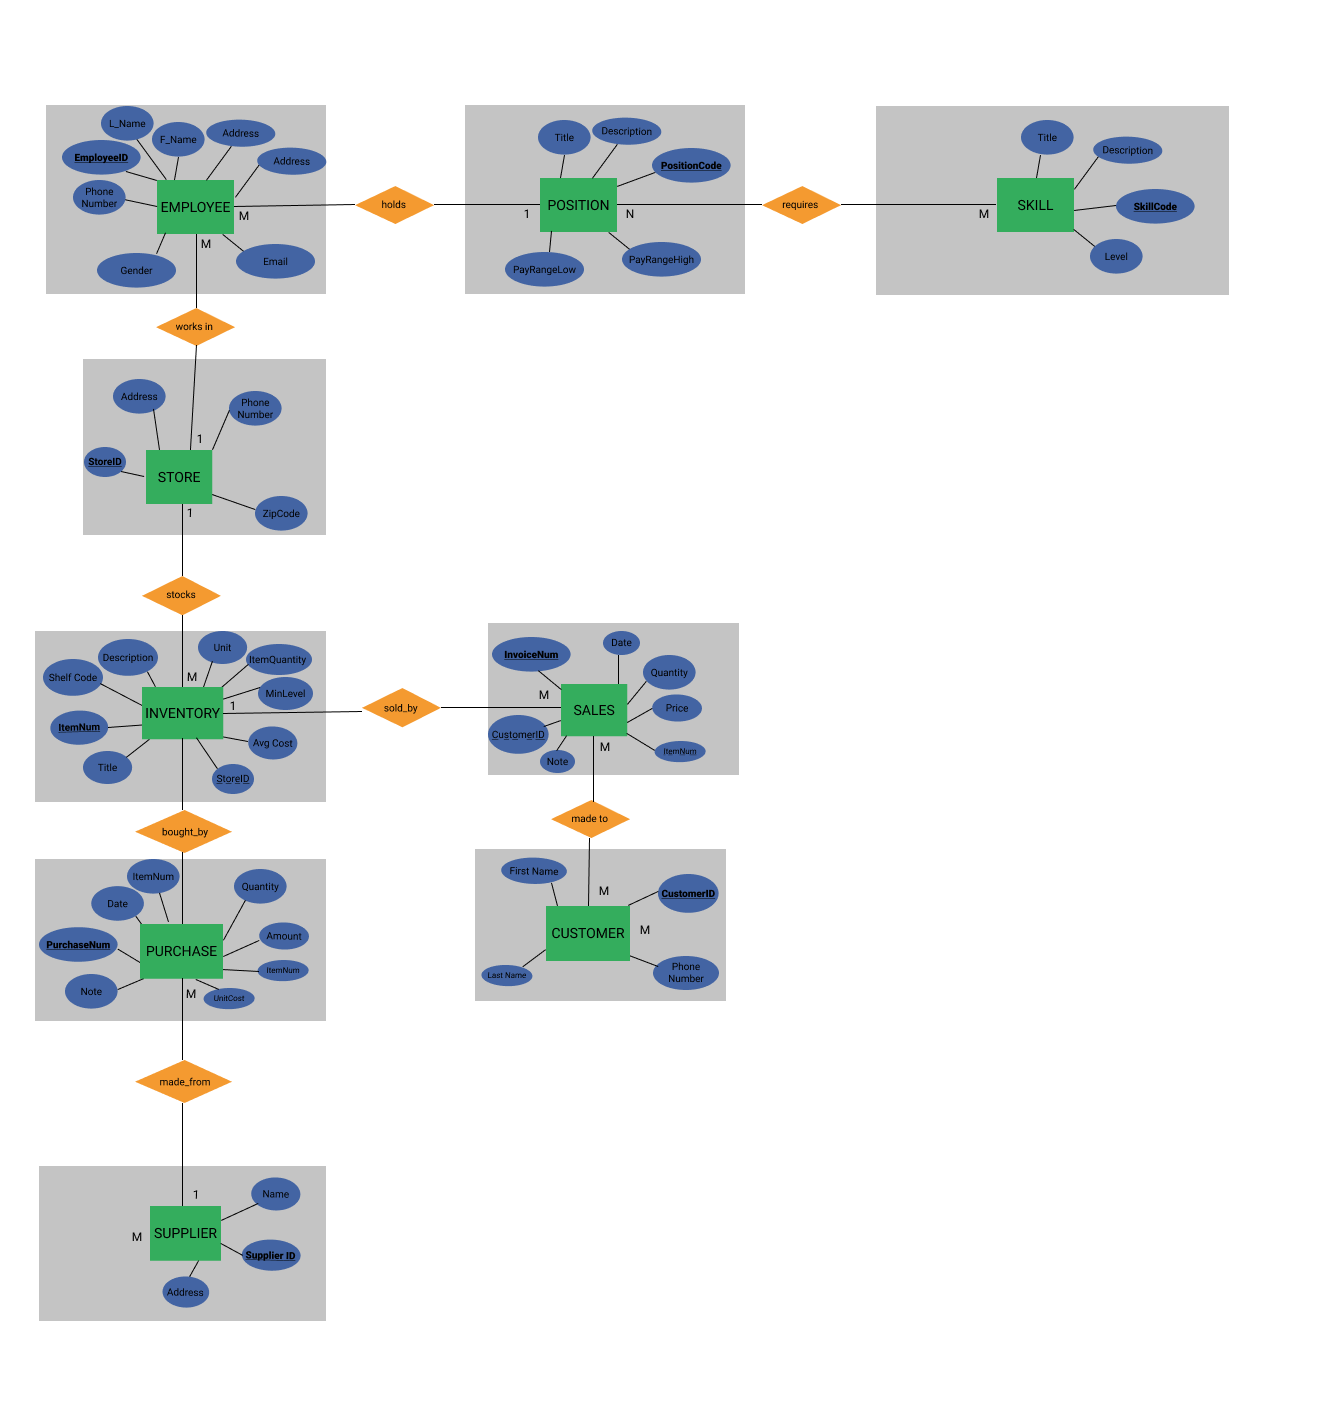 L_Name
F_Name
Address
EmployeeID
Address
Phone
Number
EMPLOYEE
M
M
Gender
Email
holds
Title
Description
PositionCode
POSITION
1
N
PayRangeLow
PayRangeHigh
requires
Title
Description
SkillCode
SKILL
M
Level
works in
Address
Phone
Number
1
StoreID
STORE
1
ZipCode
stocks
Unit
Description
ItemQuantity
Shelf Code
M
MinLevel
1
INVENTORY
ItemNum
Avg Cost
Title
StoreID
sold_by
Date
InvoiceNum
Quantity
M
Price
SALES
CustomerID
M
ItemNum
Note
made to
First Name
M
CustomerID
CUSTOMER
M
Last Name
Phone
Number
bought_by
ItemNum
Quantity
Date
Amount
PurchaseNum
PURCHASE
ItemNum
Note
M
UnitCost
made_from
1
Name
M
SUPPLIER
Supplier ID
Address